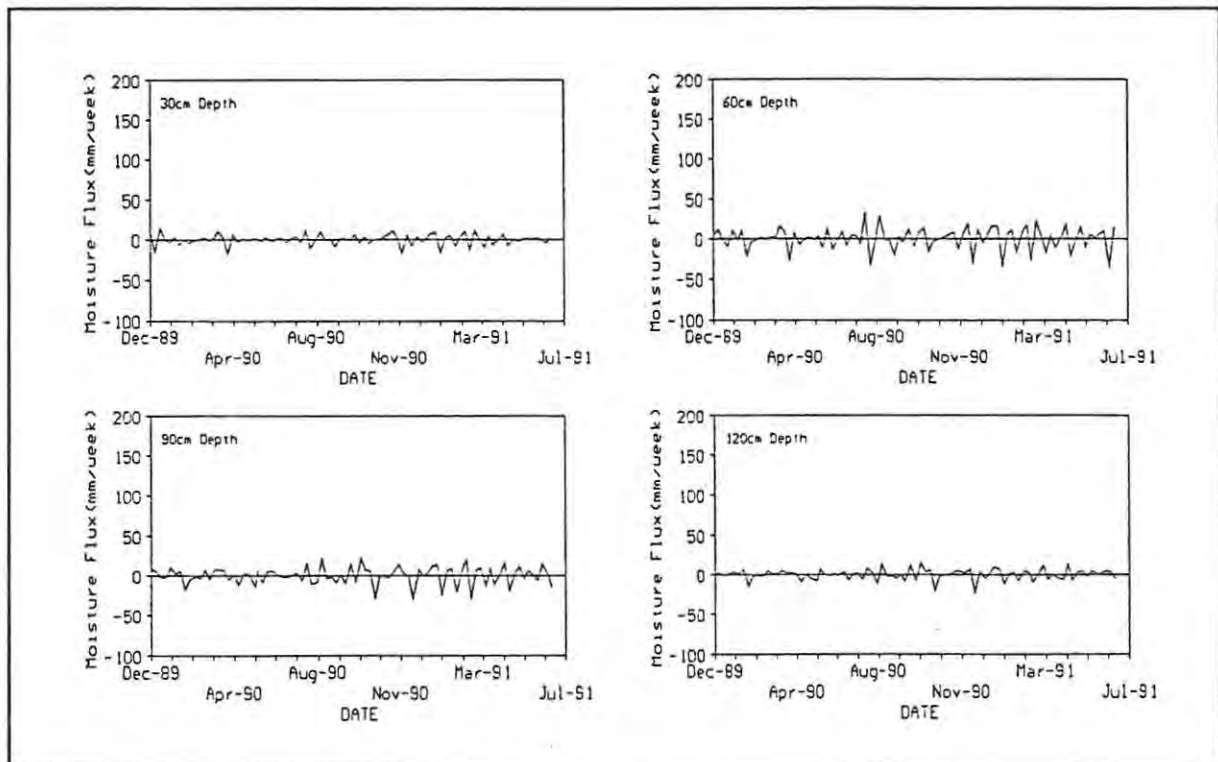 Moisture Flux(mm/week)
200
150
100
50
0
-50
-100
30cm Depth
Dec-89
Apr-90
Aug-90
Nov-90
Mar-91
Jul-91
DATE
Moisture Flux(mm/week)
200
150
100
50
0
-50
-100
60cm Depth
Dec-89
Apr-90
Aug-90
Nov-90
Mar-91
Jul-91
DATE
Moisture Flux(mm/week)
200
150
100
50
0
-50
-100
90cm Depth
Dec-89
Apr-90
Aug-90
Nov-90
Mar-91
Jul-91
DATE
Moisture Flux(mm/week)
200
150
100
50
0
-50
-100
120cm Depth
Dec-89
Apr-90
Aug-90
Nov-90
Mar-91
Jul-91
DATE